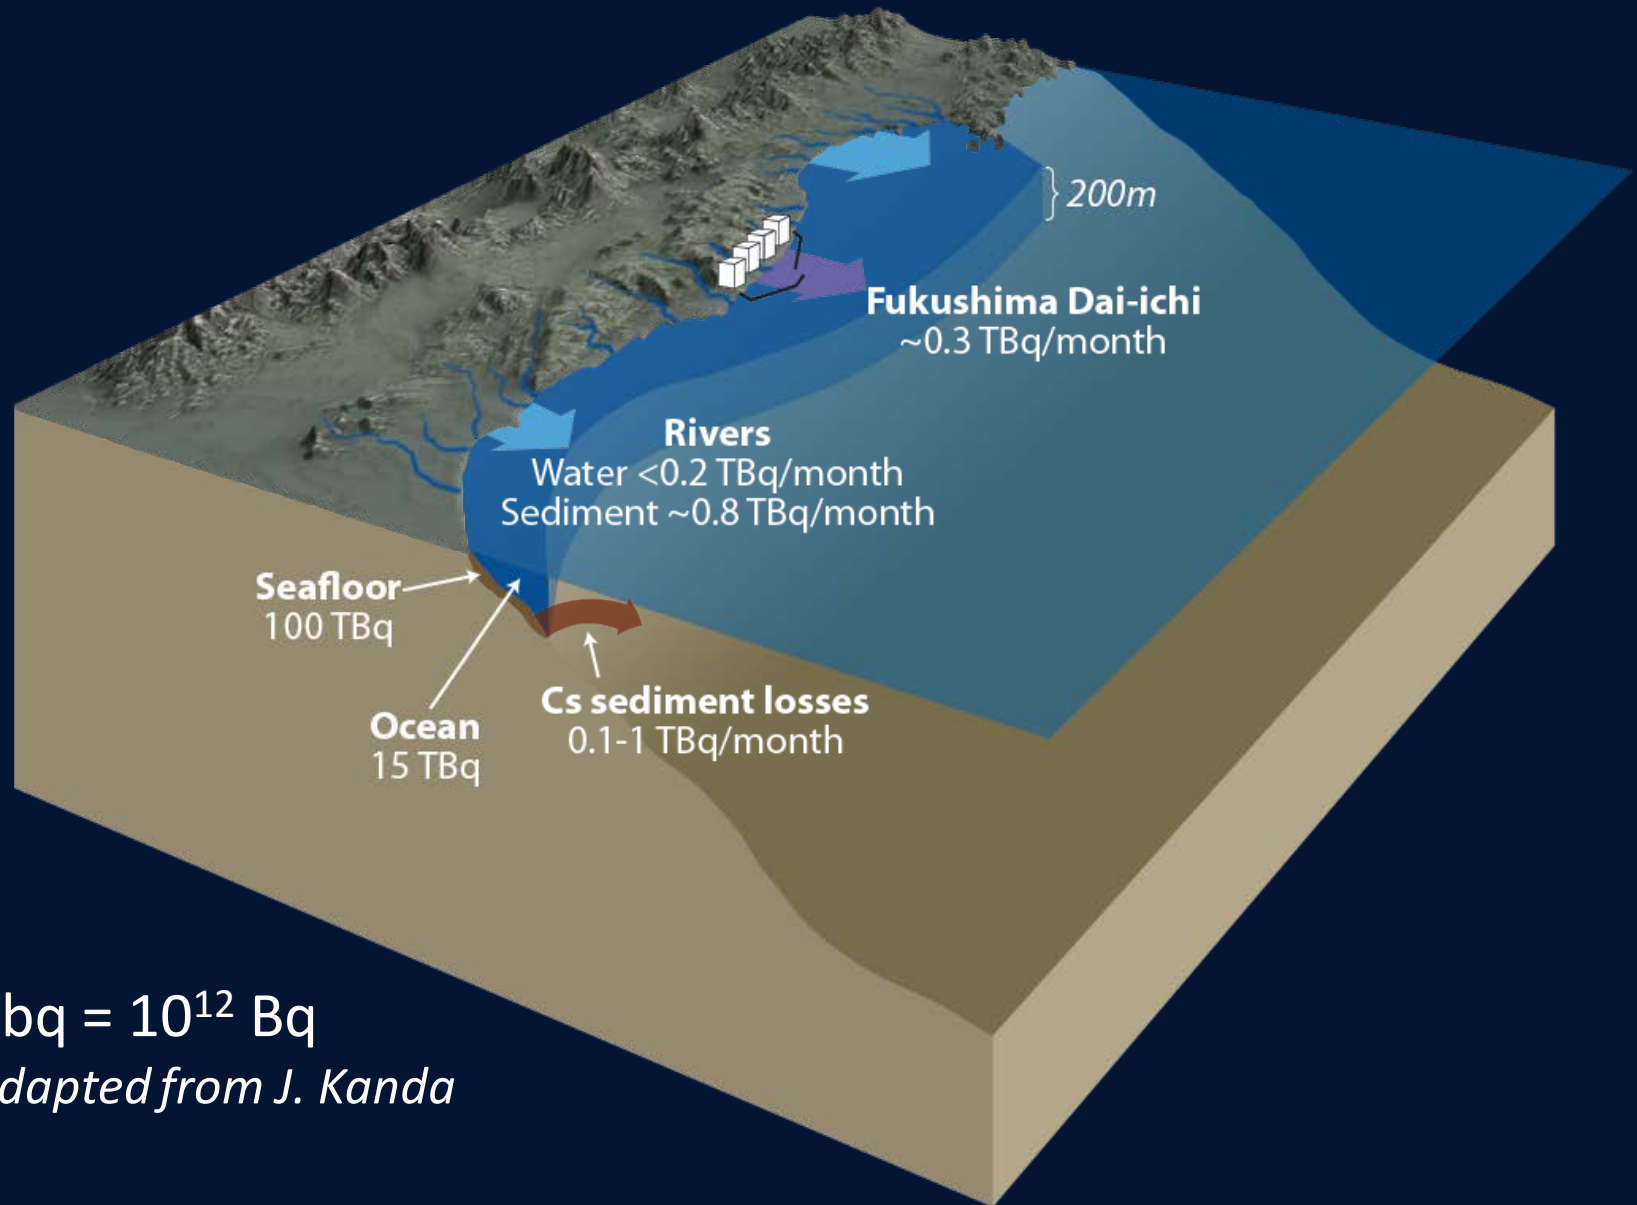 200m
Fukushima Dai-ichi
~0.3 TBq/month
Rivers
Water <0.2 TBq/month
Sediment ~0.8 TBq/month
Seafloor
100 TBq
Cs sediment losses
0.1-1 TBq/month
Ocean
15 TBq
bq = 10¹² Bq
dapted from J. Kanda